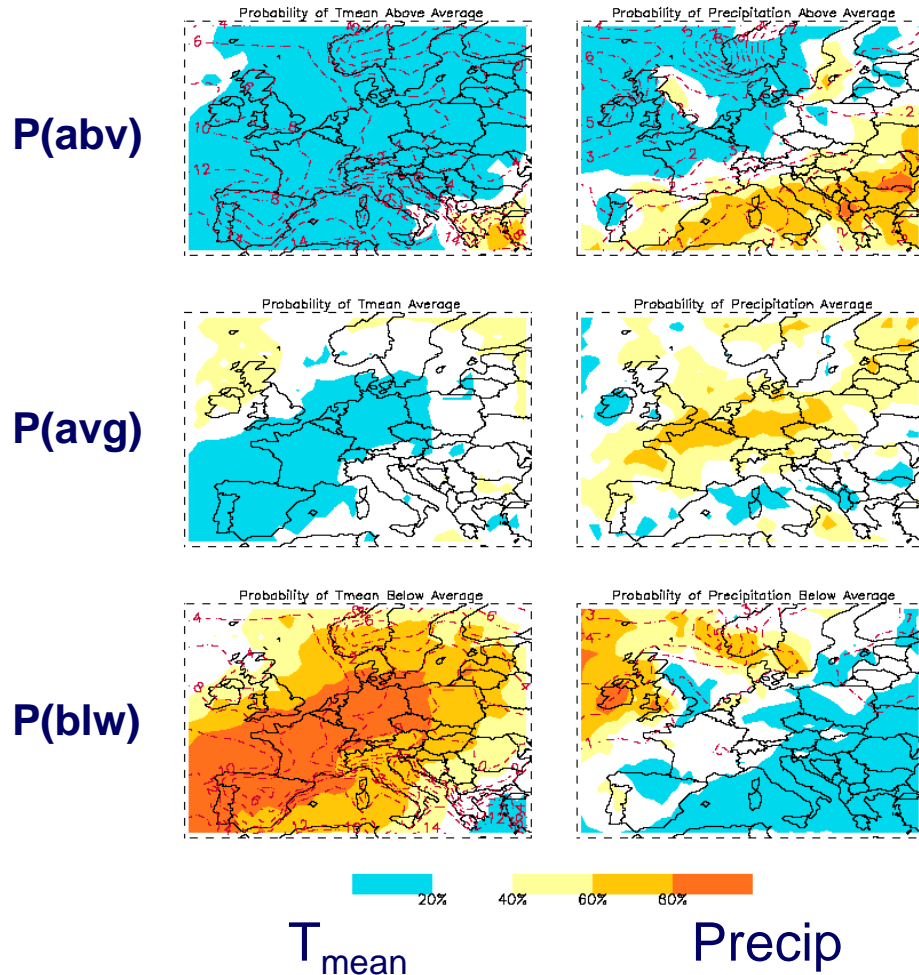 Probability of Tmean Above Average
Probability of Precipitation Above Average
P(abv)
Probability of Tmean Average
Probability of Precipitation Average
P(avg)
Probability of Tmean Below Average
Probability of Precipitation Below Average
P(blw)
20% 40% 60% 80%
Tmean
Precip